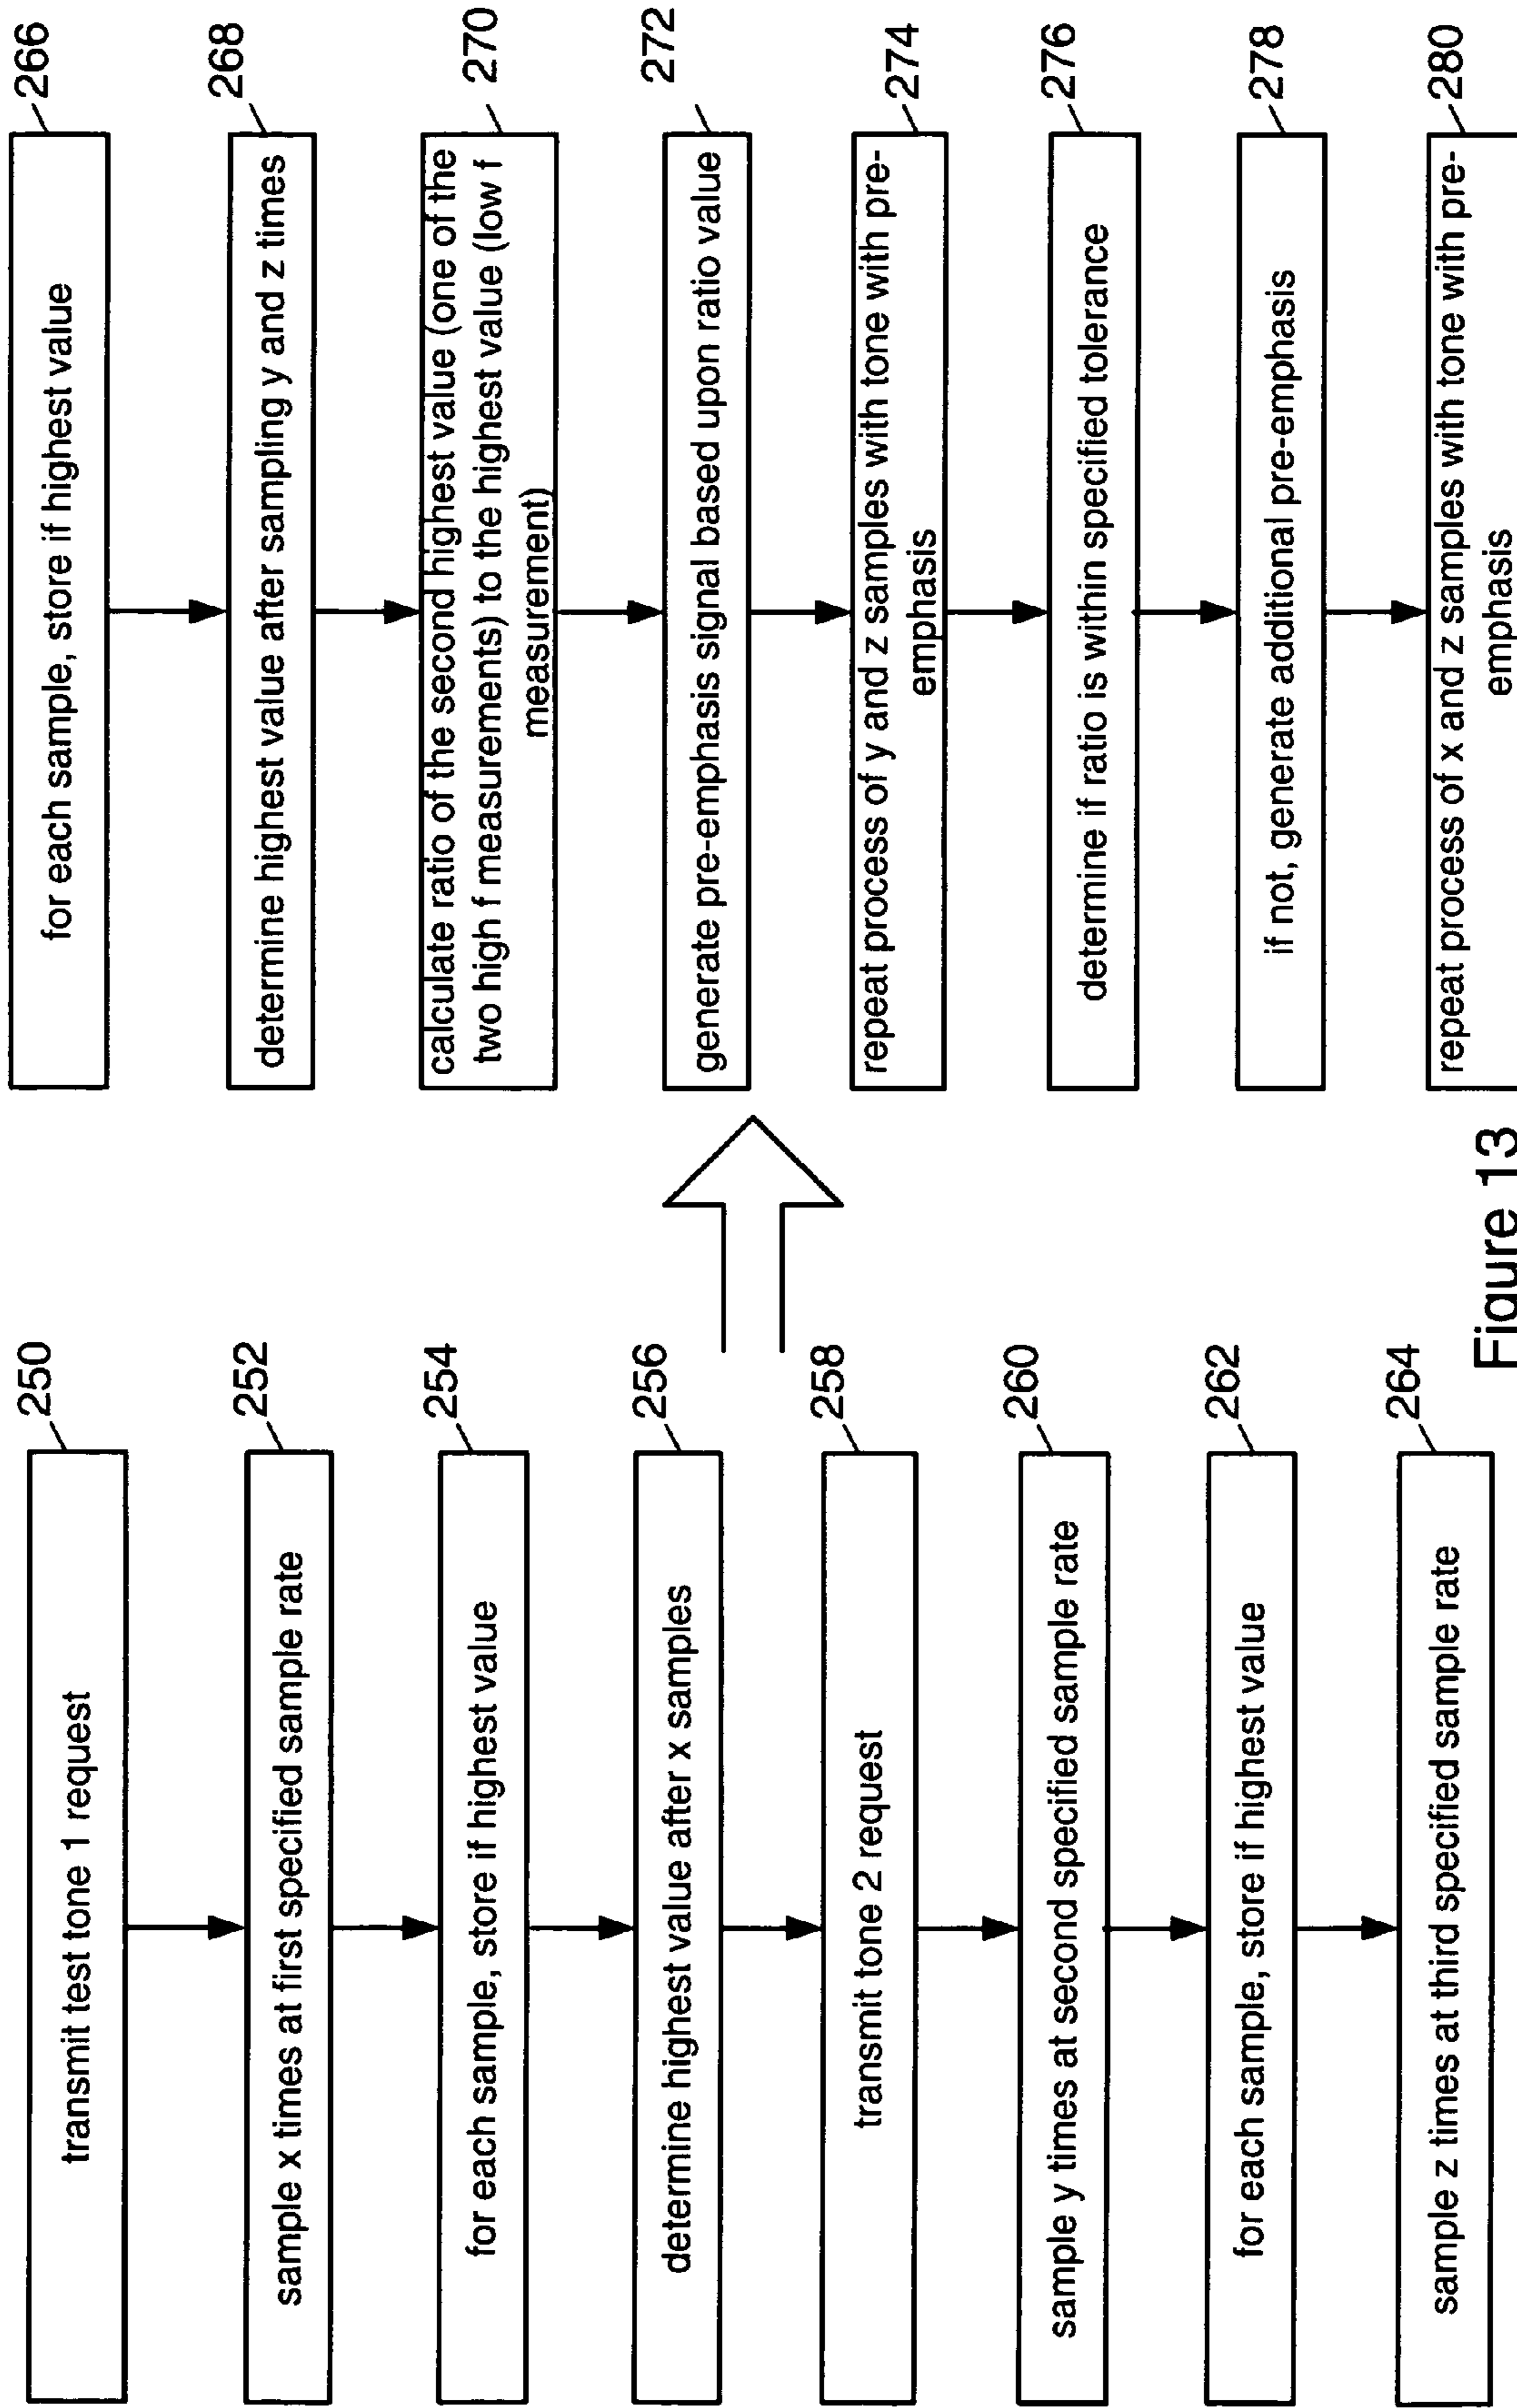 250
transmit test tone 1 request
252
sample x times at first specified sample rate
254
for each sample, store if highest value
256
determine highest value after x samples
258
transmit tone 2 request
260
sample y times at second specified sample rate
262
for each sample, store if highest value
264
sample z times at third specified sample rate
266
for each sample, store if highest value
268
determine highest value after sampling y and z times
270
calculate ratio of the second highest value (one of the
two high f measurements) to the highest value (low f
measurement)
272
generate pre-emphasis signal based upon ratio value
274
repeat process of y and z samples with tone with pre-
emphasis
276
determine if ratio is within specified tolerance
278
if not, generate additional pre-emphasis
280
repeat process of x and z samples with tone with pre-
emphasis
Figure 13